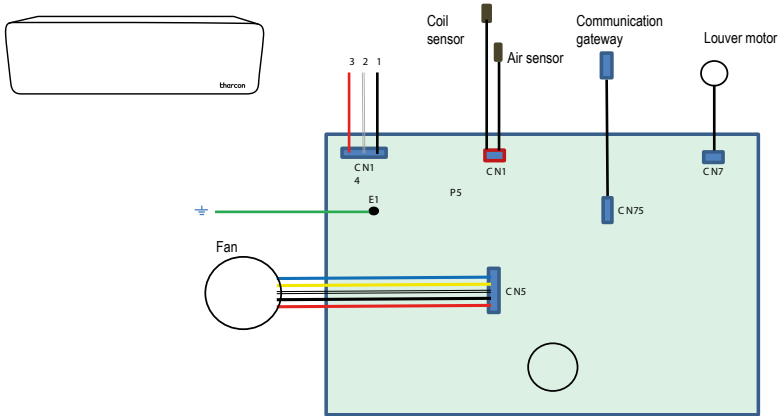 tharcon
Coil
sensor
Air sensor
Communication
gateway
Louver motor
3 2 1
CN1
4
CN1
CN7
P5
E1
CN75
Fan
CN5